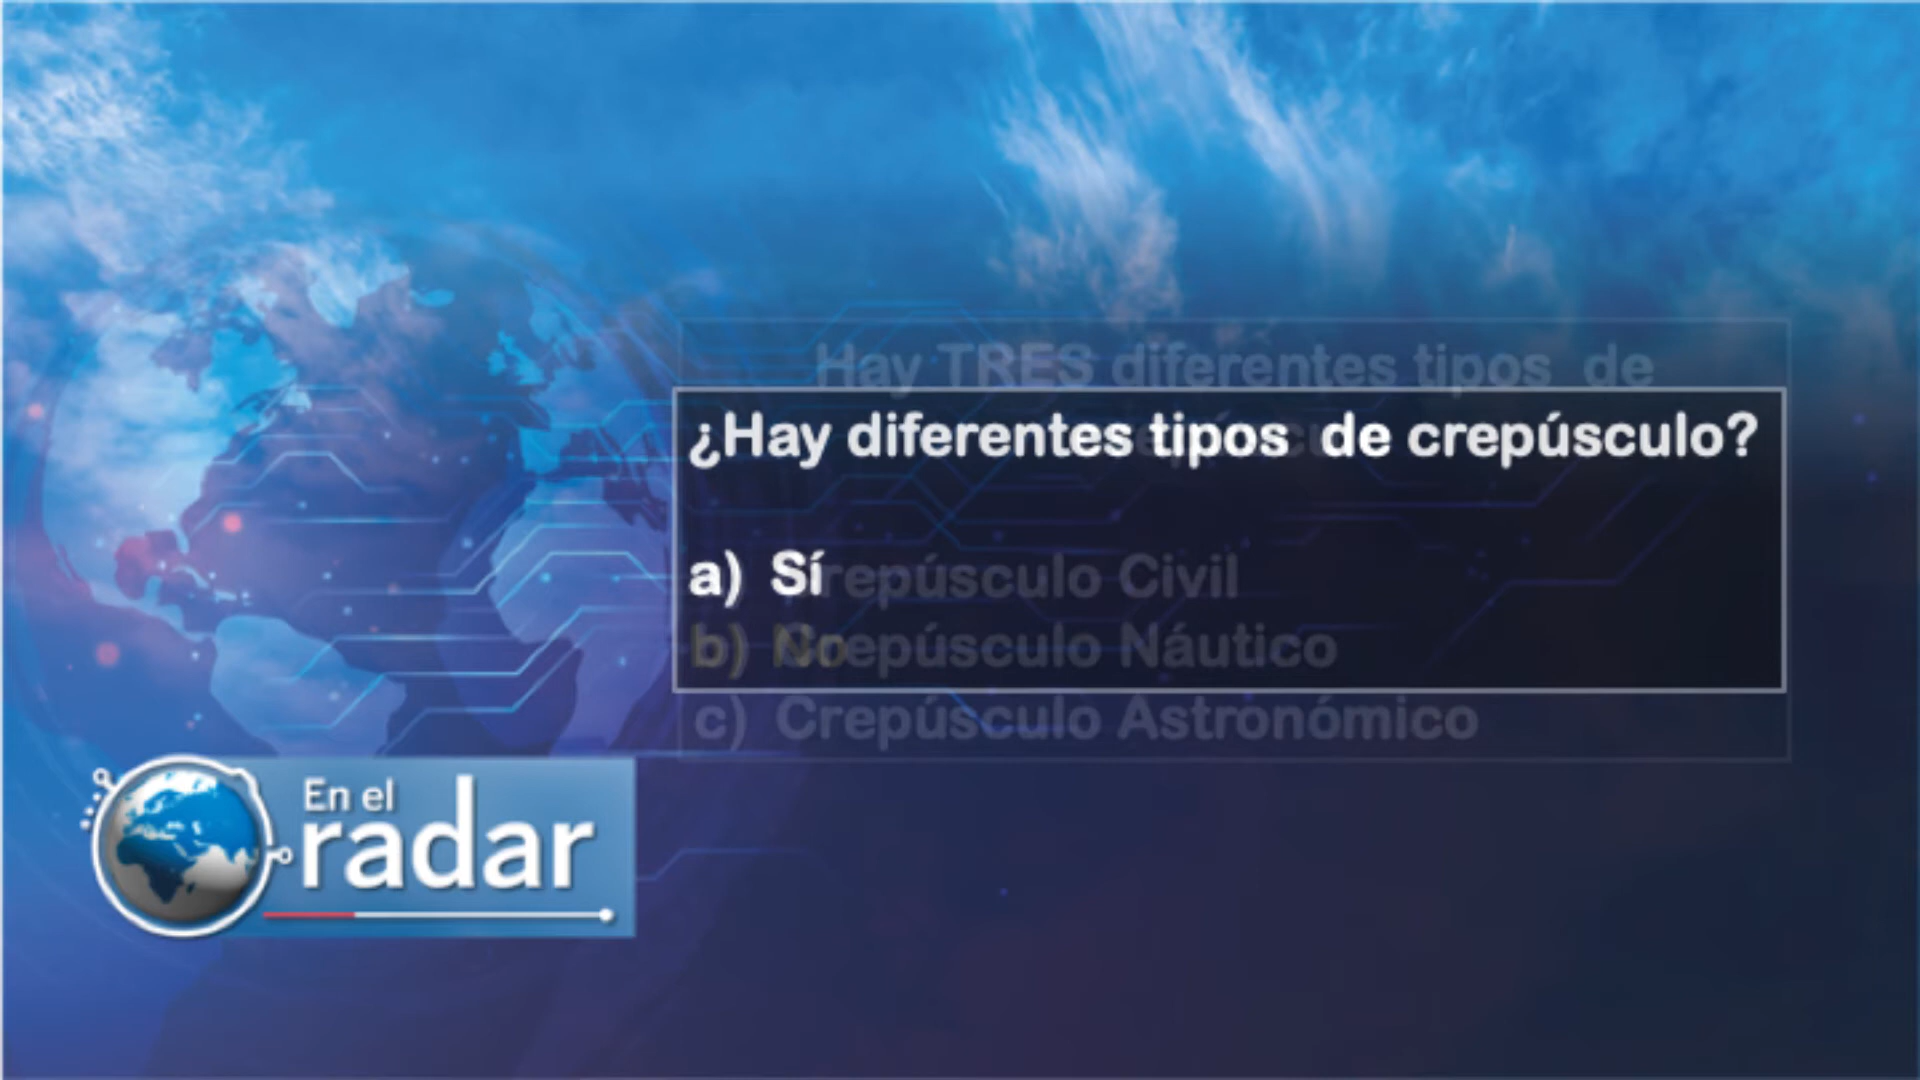 Hay TRES diferentes tipos de
¿Hay diferentes tipos de crepúsculo?
a) Sí
Crepúsculo Civil
b) No
Crepúsculo Náutico
c) Crepúsculo Astronómico
En el
radar